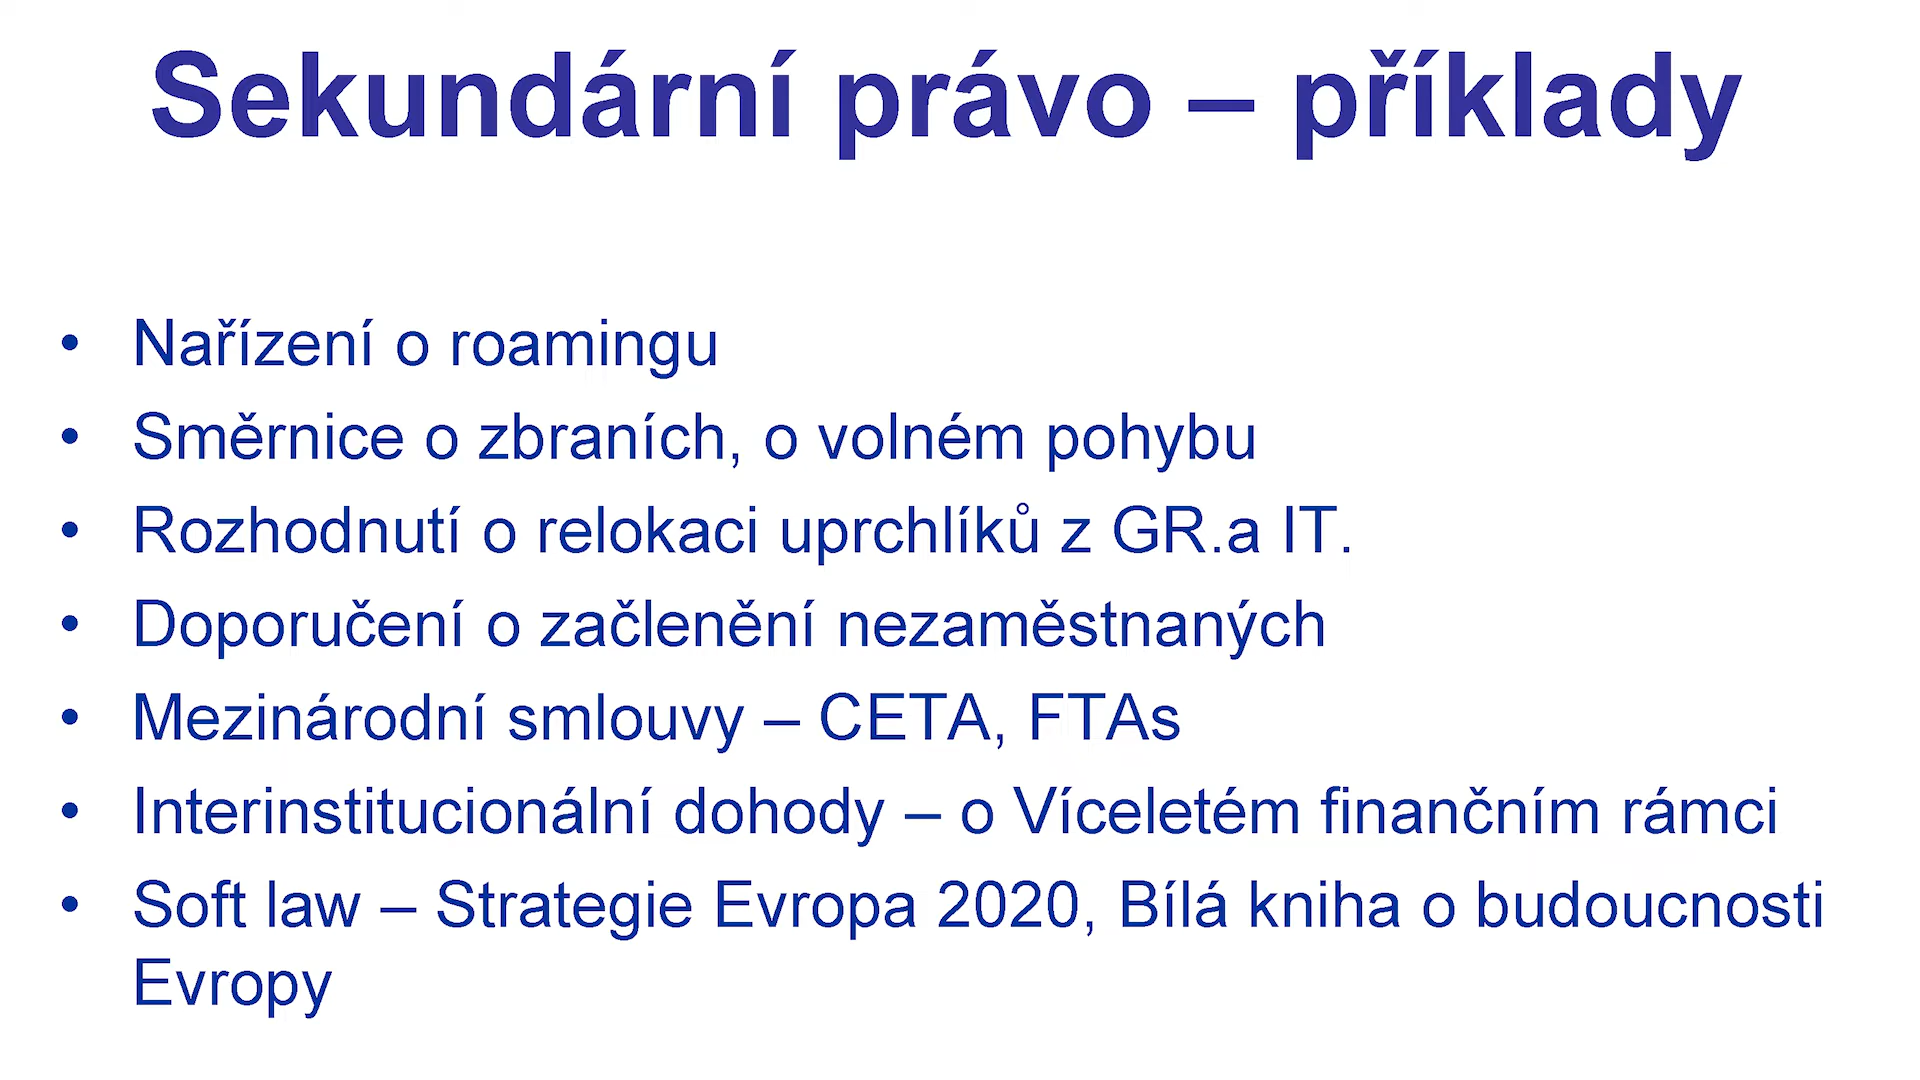 Sekundární právo – příklady
• Nařízení o roamingu
• Směrnice o zbraních, o volném pohybu
• Rozhodnutí o relokaci uprchlíků z GR.a IT.
• Doporučení o začlenění nezaměstnaných
• Mezinárodní smlouvy – CETA, FTAs
• Interinstitucionální dohody – o Víceletém finančním rámci
• Soft law – Strategie Evropa 2020, Bílá kniha o budoucnosti
Evropy